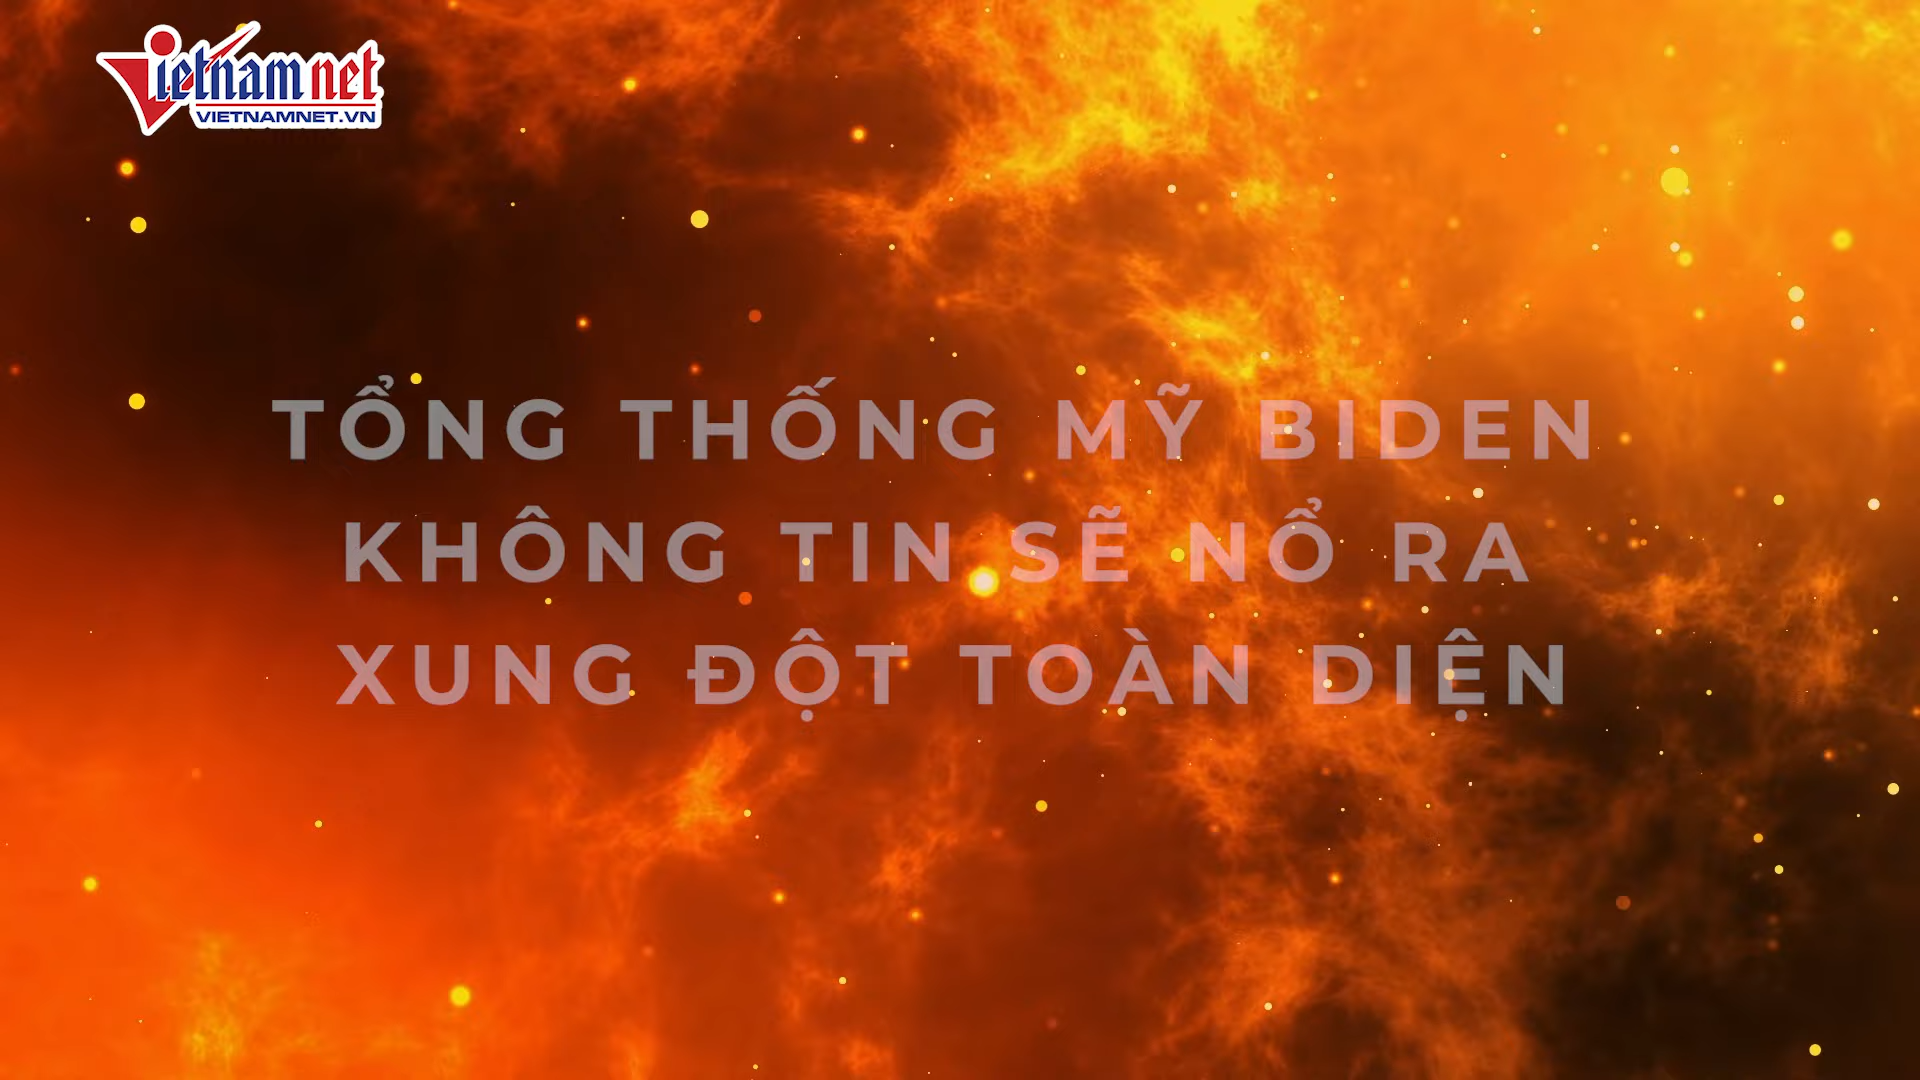 vietnamnet
VIETNAMNET.VN
TỔNG THỐNG MỸ BIDEN
KHÔNG TIN SẼ NỔ RA
XUNG ĐỘT TOÀN DIỆN